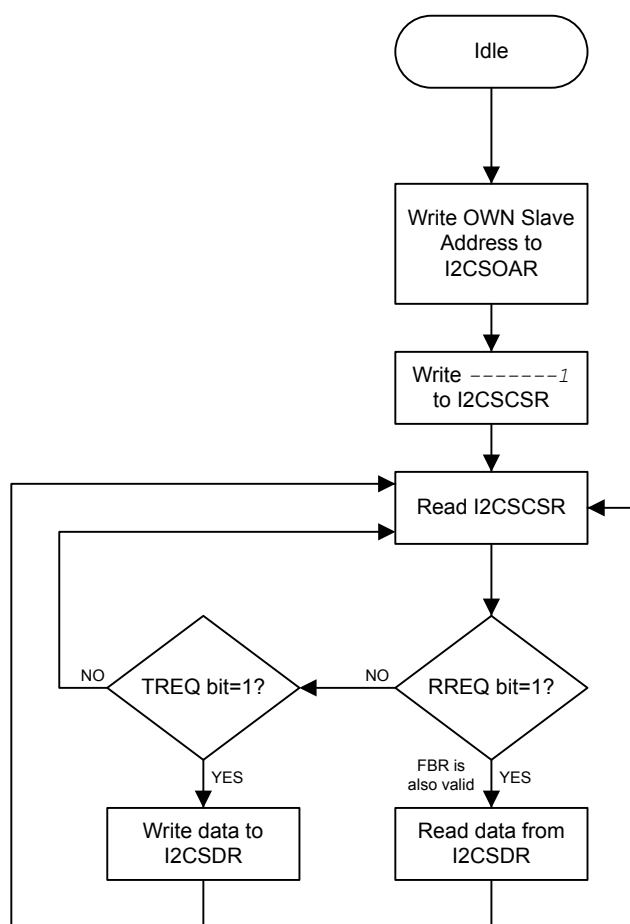 Idle
Write OWN Slave
Address to
I2CSOAR
Write -------1
to I2CSCSR
Read I2CSCSR
NO
TREQ bit=1?
NO
RREQ bit=1?
YES
FBR is
also valid
YES
Write data to
I2CSDR
Read data from
I2CSDR